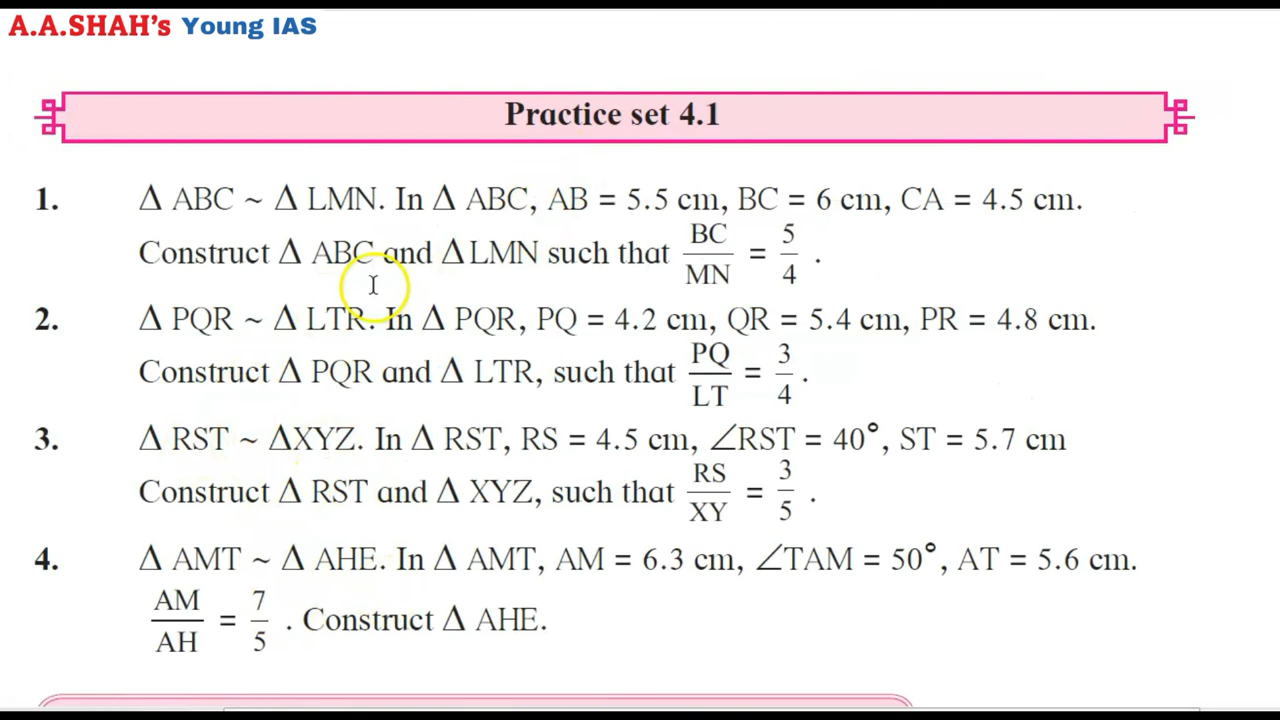 A.A.SHAH's Young IAS
Practice set 4.1
1. Δ ABC ~ Δ LMN. In Δ ABC, AB = 5.5 cm, BC = 6 cm, CA = 4.5 cm.
Construct Δ ABC and Δ LMN such that BC/MN = 5/4 .
2. Δ PQR ~ Δ LTR. In Δ PQR, PQ = 4.2 cm, QR = 5.4 cm, PR = 4.8 cm.
Construct Δ PQR and Δ LTR, such that PQ/LT = 3/4 .
3. Δ RST ~ ΔXYZ. In Δ RST, RS = 4.5 cm, ∠RST = 40°, ST = 5.7 cm
Construct Δ RST and Δ XYZ, such that RS/XY = 3/5 .
4. Δ AMT ~ Δ AHE. In Δ AMT, AM = 6.3 cm, ∠TAM = 50°, AT = 5.6 cm.
AM/AH = 7/5 . Construct Δ AHE.